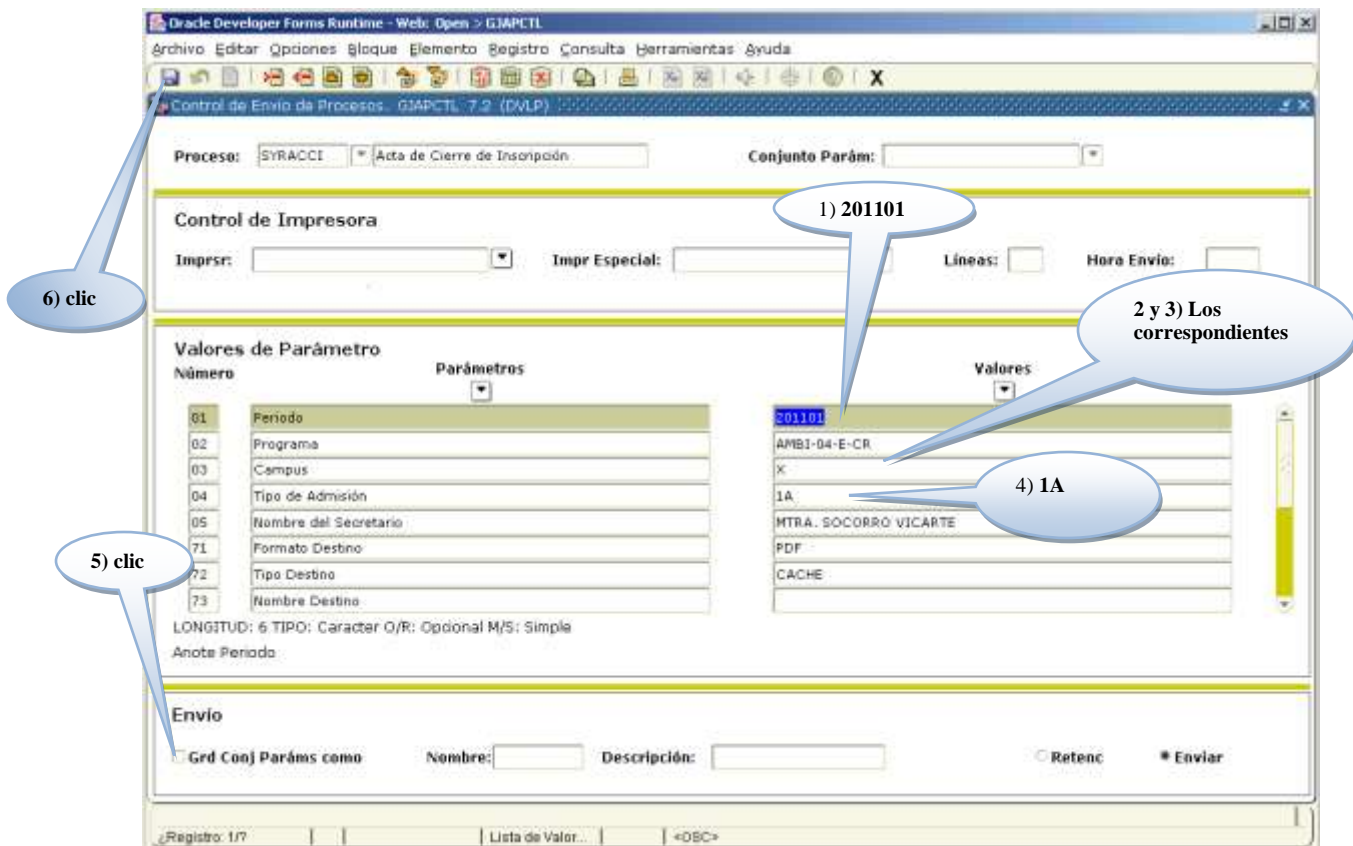 Oracle Developer Forms Runtime - Web: Open > GJAPCTL
Archivo Editar Opciones Bloque Elemento Registro Consulta Herramientas Ayuda
Control de Envío de Procesos. GJAPCTL 7.2 (DVLP)
Proceso: SYRACCI Acta de Cierre de Inscripción Conjunto Parám:
1) 201101
Control de Impresora
Imprsr: Impr Especial: Líneas: Hora Envío:
6) clic
2 y 3) Los
correspondientes
Valores de Parámetro
Número Parámetros Valores
01 Periodo 201101
02 Programa AMBI-04-E-CR
03 Campus X
4) 1A
04 Tipo de Admisión 1A
05 Nombre del Secretario MTRA. SOCORRO VICARTE
71 Formato Destino PDF
5) clic
72 Tipo Destino CACHE
73 Nombre Destino
LONGITUD: 6 TIPO: Caracter O/R: Opcional M/S: Simple
Anote Periodo
Envío
Grd Conj Paráms como Nombre: Descripción: Retenc Enviar
¿Registro: 1/? Lista de Valor... <OSC>